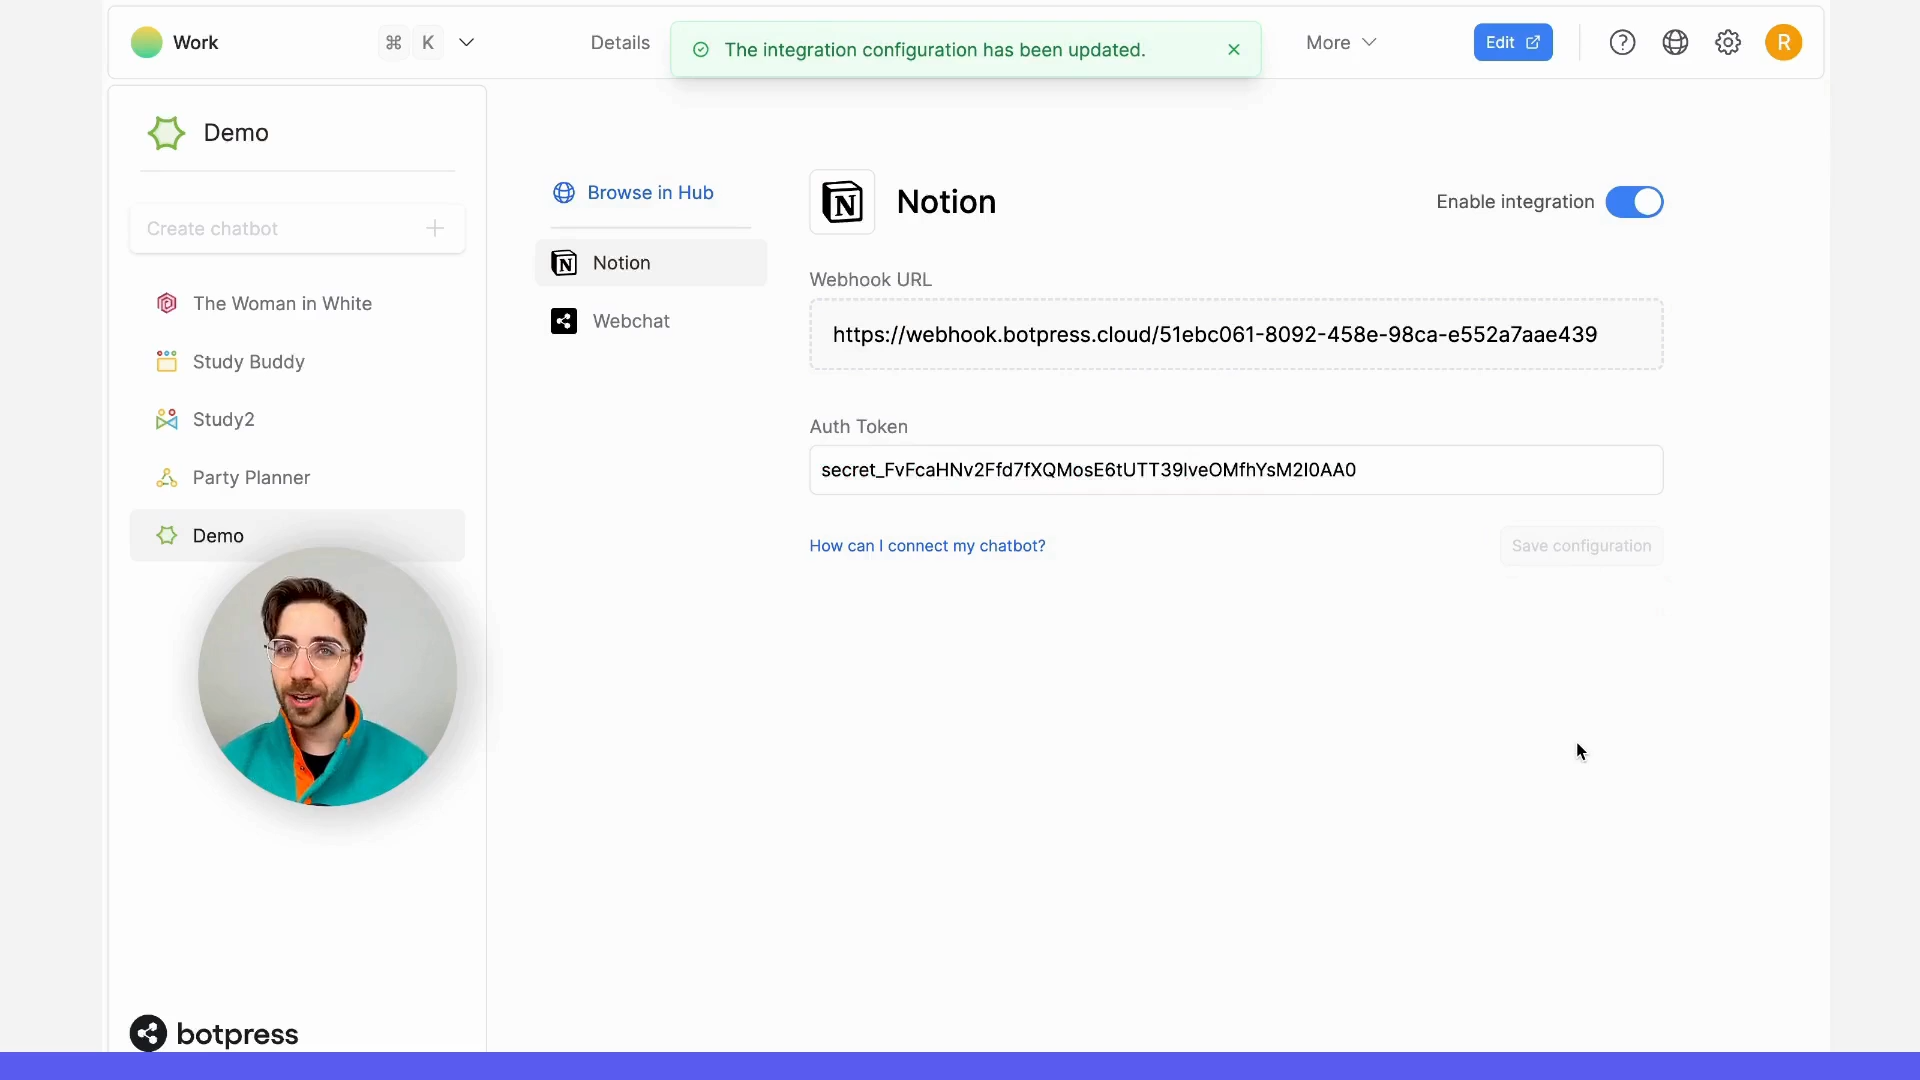 Work
⌘ K
Details
The integration configuration has been updated.
More
Edit
R
Demo
Create chatbot
The Woman in White
Study Buddy
Study2
Party Planner
Demo
botpress
Browse in Hub
Notion
Webchat
Notion
Enable integration
Webhook URL
https://webhook.botpress.cloud/51ebc061-8092-458e-98ca-e552a7aae439
Auth Token
secret_FvFcaHNv2Ffd7fXQMosE6tUTT39IveOMfhYsM2I0AA0
How can I connect my chatbot?
Save configuration